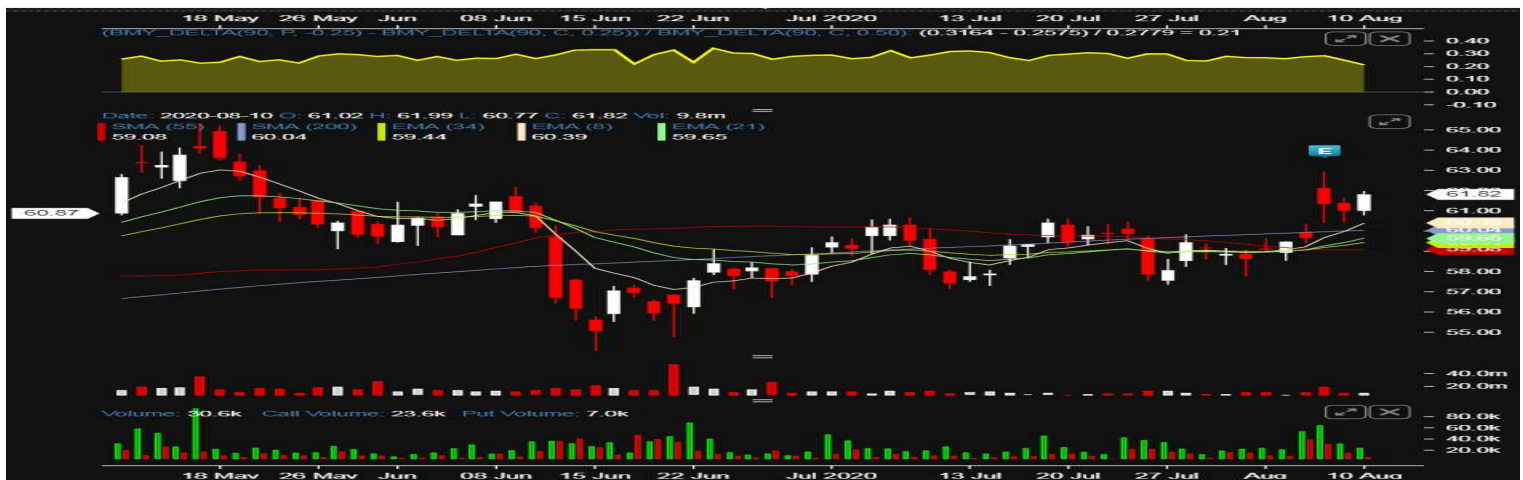 18 May 26 May Jun 08 Jun 15 Jun 22 Jun Jul 2020 13 Jul 20 Jul 27 Jul Aug 10 Aug
(BMY_DELTA(90, P, -0.25) - BMY_DELTA(90, C, 0.25)) / BMY_DELTA(90, C, 0.50): (0.3164 - 0.2575) / 0.2779 = 0.21
0.40
0.30
0.20
0.10
0.00
-0.10
Date: 2020-08-10 O: 61.02 H: 61.99 L: 60.77 C: 61.82 Vol: 9.8m
SMA (55) SMA (200) EMA (34) EMA (8) EMA (21)
59.08 60.04 59.44 60.39 59.65
65.00
64.00
E
63.00
61.82
60.87
61.00
60.04
59.65
58.00
57.00
56.00
55.00
40.0m
20.0m
Volume: 30.6k Call Volume: 23.6k Put Volume: 7.0k
80.0k
60.0k
40.0k
20.0k
18 May 26 May Jun 08 Jun 15 Jun 22 Jun Jul 2020 13 Jul 20 Jul 27 Jul Aug 10 Aug